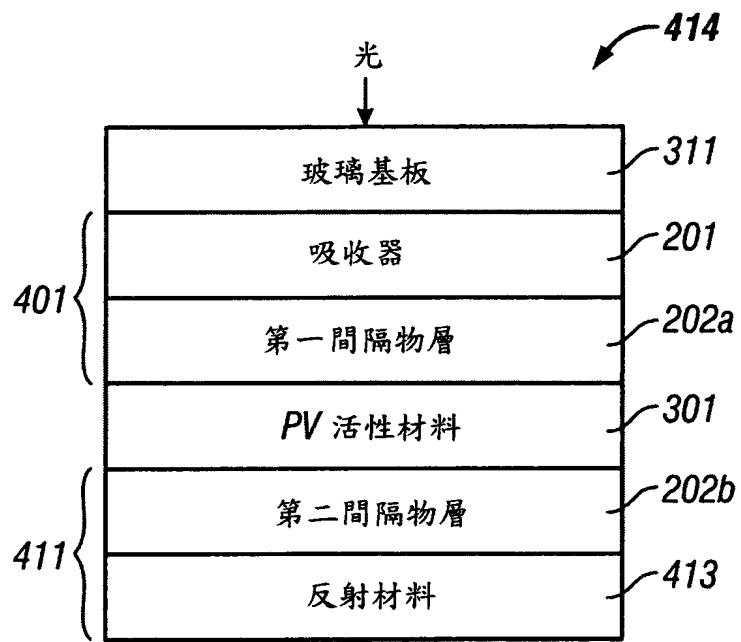 414
光
玻璃基板
311
吸收器
201
401
第一間隔物層
202a
PV 活性材料
301
第二間隔物層
202b
411
反射材料
413